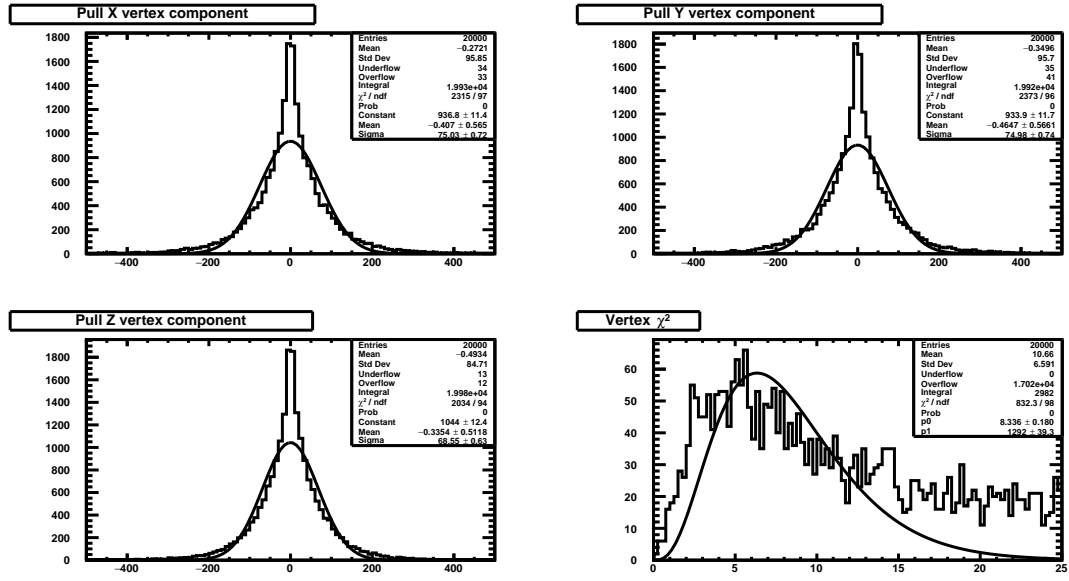 Pull X vertex component
Entries 20000
Mean −0.2721
Std Dev 95.85
Underflow 34
Overflow 33
Integral 1.993e+04
χ² / ndf 2315 / 97
Prob 0
Constant 936.8 ± 11.4
Mean −0.407 ± 0.565
Sigma 75.03 ± 0.72
1800
1600
1400
1200
1000
800
600
400
200
0
−400 −200 0 200 400
Pull Y vertex component
Entries 20000
Mean −0.3496
Std Dev 95.7
Underflow 35
Overflow 41
Integral 1.992e+04
χ² / ndf 2373 / 96
Prob 0
Constant 933.9 ± 11.7
Mean −0.4647 ± 0.5661
Sigma 74.98 ± 0.74
1800
1600
1400
1200
1000
800
600
400
200
0
−400 −200 0 200 400
Pull Z vertex component
Entries 20000
Mean −0.4934
Std Dev 84.71
Underflow 13
Overflow 12
Integral 1.998e+04
χ² / ndf 2034 / 94
Prob 0
Constant 1044 ± 12.4
Mean −0.3354 ± 0.5118
Sigma 68.55 ± 0.63
1800
1600
1400
1200
1000
800
600
400
200
0
−400 −200 0 200 400
Vertex χ²
Entries 20000
Mean 10.66
Std Dev 6.591
Underflow 0
Overflow 1.702e+04
Integral 2982
χ² / ndf 832.3 / 98
Prob 0
p0 8.336 ± 0.180
p1 1292 ± 39.3
60
50
40
30
20
10
0
0 5 10 15 20 25